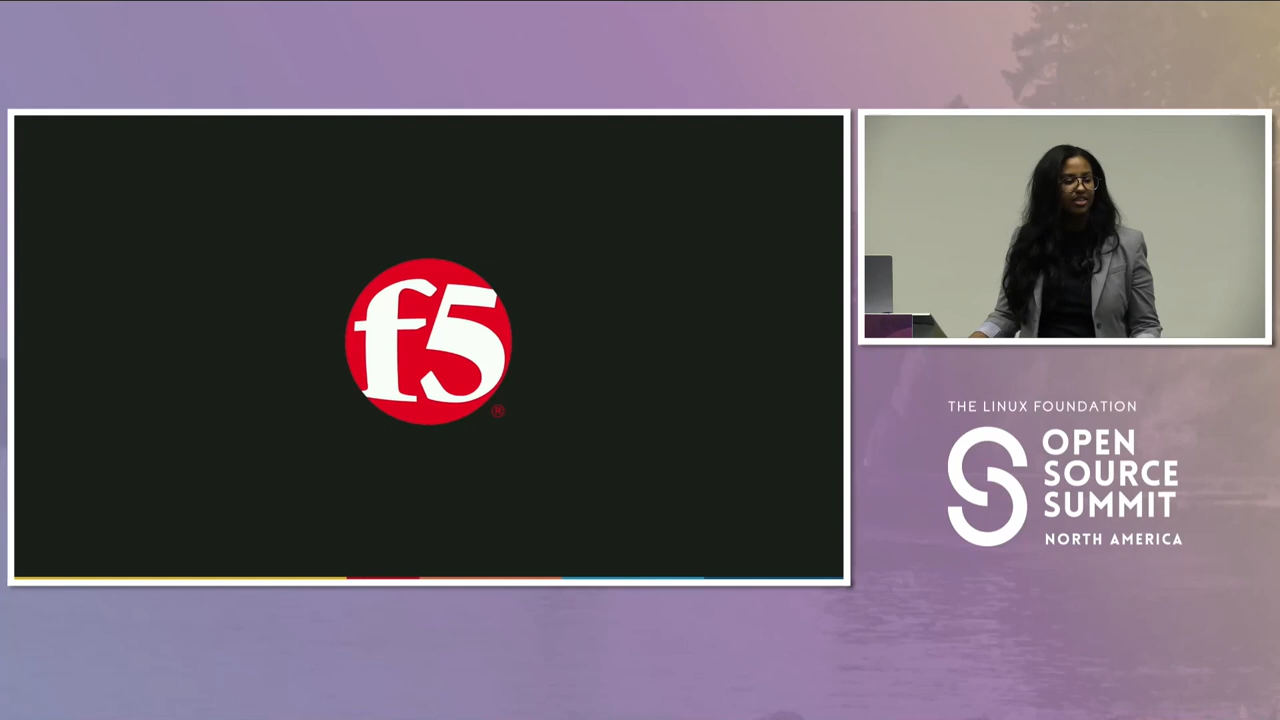 f5
®
THE LINUX FOUNDATION
OPEN
SOURCE
SUMMIT
NORTH AMERICA